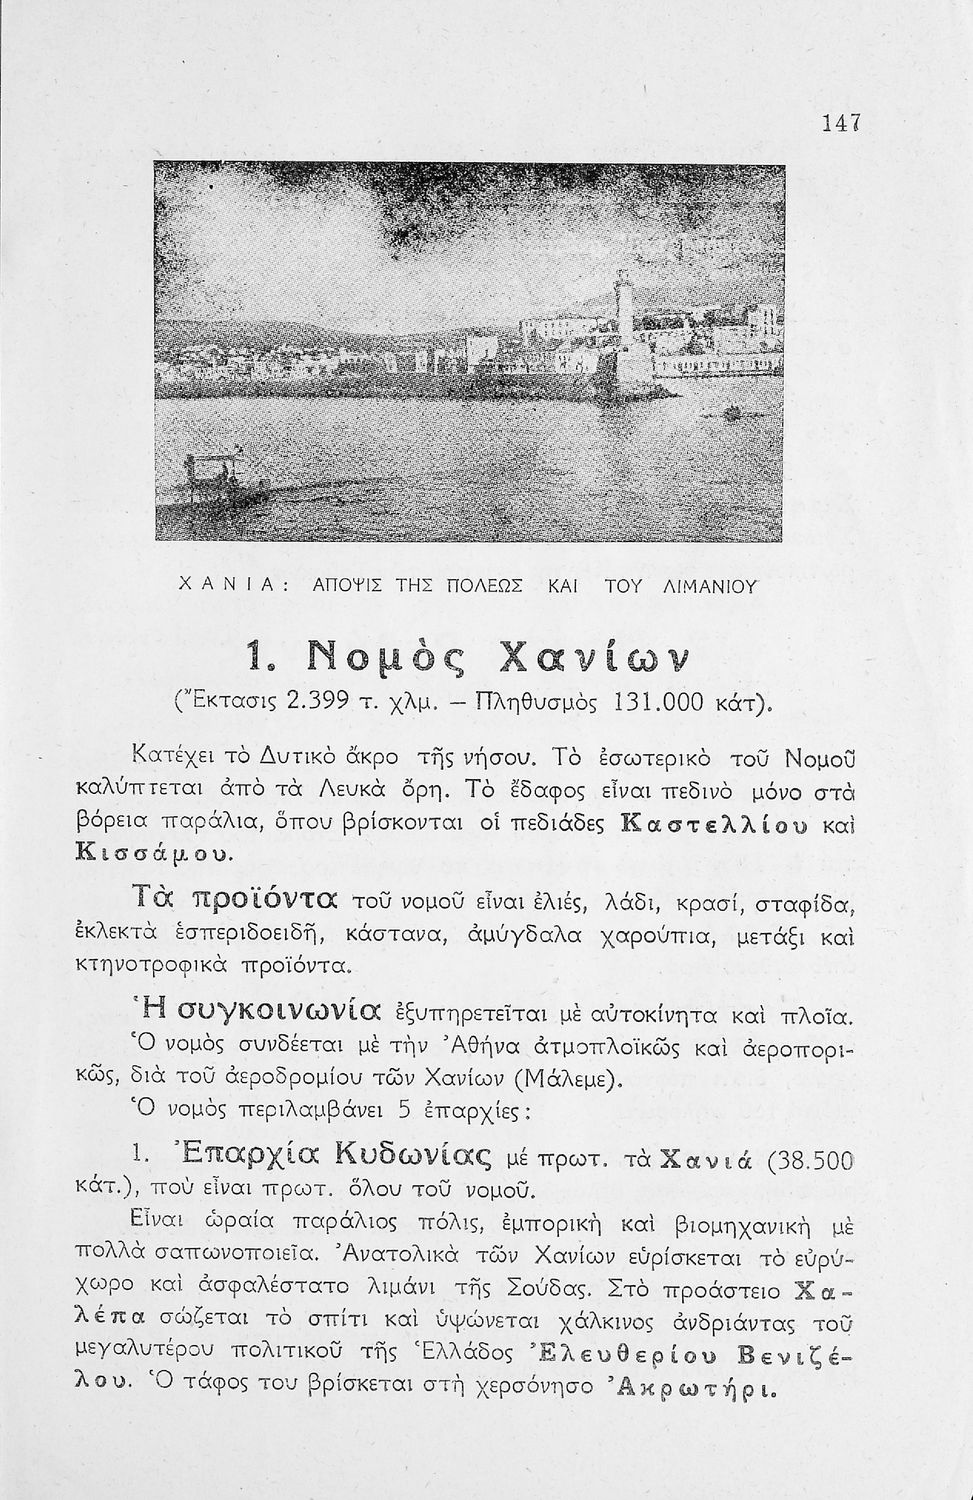 147
ΧΑΝΙΑ: ΑΠΟΨΙΣ ΤΗΣ ΠΟΛΕΩΣ ΚΑΙ ΤΟΥ ΛΙΜΑΝΙΟΥ
1. Νομὸς Χανίων
(Ἔκτασις 2.399 τ. χλμ. – Πληθυσμὸς 131.000 κάτ).
Κατέχει τὸ Δυτικὸ ἄκρο τῆς νήσου. Τὸ ἐσωτερικὸ τοῦ Νομοῦ
καλύπτεται ἀπὸ τὰ Λευκὰ ὄρη. Τὸ ἔδαφος εἶναι πεδινὸ μόνο στὰ
βόρεια παράλια, ὅπου βρίσκονται οἱ πεδιάδες Καστελλίου καὶ
Κισσάμου.
Τὰ προϊόντα τοῦ νομοῦ εἶναι ἐλιές, λάδι, κρασί, σταφίδα,
ἐκλεκτὰ ἑσπεριδοειδῆ, κάστανα, ἀμύγδαλα χαρούπια, μετάξι καὶ
κτηνοτροφικὰ προϊόντα.
Ἡ συγκοινωνία ἐξυπηρετεῖται μὲ αὐτοκίνητα καὶ πλοῖα.
Ὁ νομὸς συνδέεται μὲ τὴν Ἀθήνα ἀτμοπλοϊκῶς καὶ ἀεροπορι-
κῶς, διὰ τοῦ ἀεροδρομίου τῶν Χανίων (Μάλεμε).
Ὁ νομὸς περιλαμβάνει 5 ἐπαρχίες:
1. Ἐπαρχία Κυδωνίας μέ πρωτ. τὰ Χανιά (38.500
κάτ.), ποὺ εἶναι πρωτ. ὅλου τοῦ νομοῦ.
Εἶναι ὡραία παράλιος πόλις, ἐμπορικὴ καὶ βιομηχανικὴ μὲ
πολλὰ σαπωνοποιεῖα. Ἀνατολικὰ τῶν Χανίων εὑρίσκεται τὸ εὐρύ-
χωρο καὶ ἀσφαλέστατο λιμάνι τῆς Σούδας. Στὸ προάστειο Χα-
λέπα σώζεται τὸ σπίτι καὶ ὑψώνεται χάλκινος ἀνδριάντας τοῦ
μεγαλυτέρου πολιτικοῦ τῆς Ἑλλάδος Ἐλευθερίου Βενιζέ-
λου. Ὁ τάφος του βρίσκεται στὴ χερσόνησο Ἀκρωτήρι.